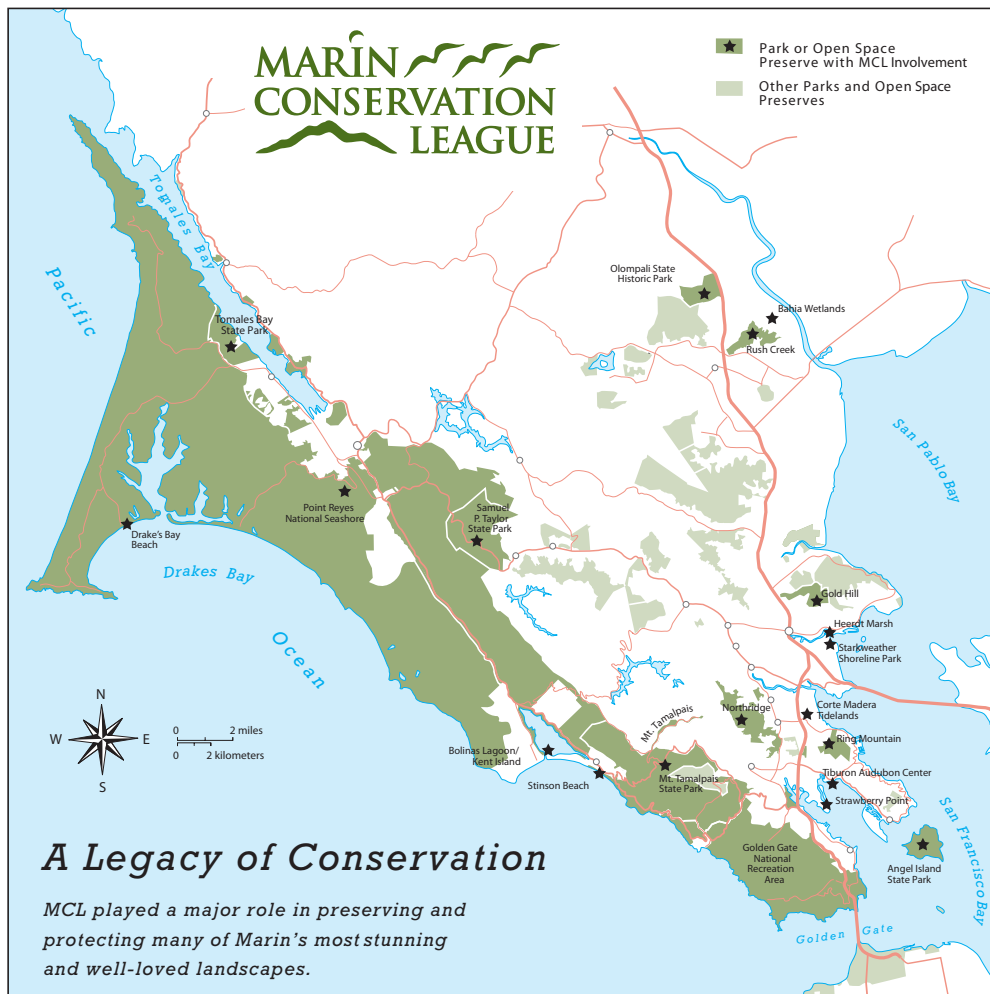 MARIN
CONSERVATION
LEAGUE
Park or Open Space
Preserve with MCL Involvement
Other Parks and Open Space
Preserves
Tomales Bay
Pacific
Olompali State
Historic Park
Bahia Wetlands
Rush Creek
Tomales Bay
State Park
San Pablo Bay
Point Reyes
National Seashore
Samuel
P. Taylor
State Park
Drake's Bay
Beach
Drakes Bay
Ocean
Gold Hill
Heerdt Marsh
Starkweather
Shoreline Park
N
W
E
S
0
2 miles
0
2 kilometers
Mt. Tamalpais
Northridge
Corte Madera
Tidelands
Ring Mountain
Bolinas Lagoon/
Kent Island
Stinson Beach
Mt. Tamalpais
State Park
Tiburon Audubon Center
Strawberry Point
San Francisco Bay
Golden Gate
National
Recreation
Area
Angel Island
State Park
Golden Gate
A Legacy of Conservation
MCL played a major role in preserving and
protecting many of Marin's most stunning
and well-loved landscapes.